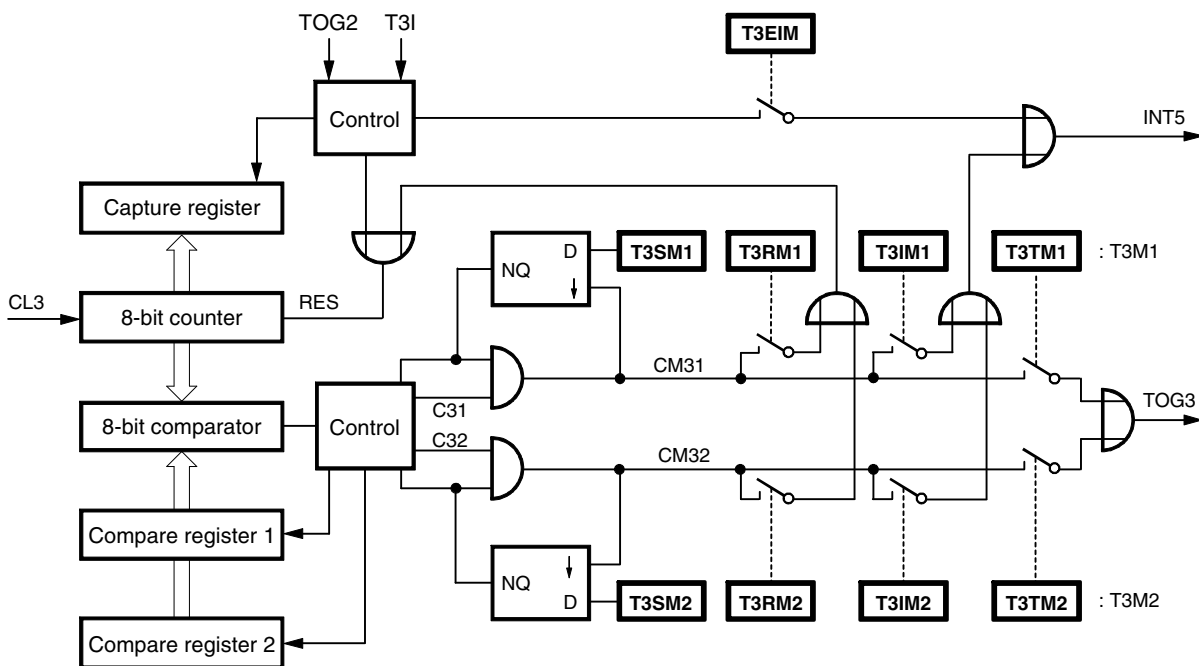 TOG2
T3I
T3EIM
Control
INT5
Capture register
D
NQ
T3SM1
T3RM1
T3IM1
T3TM1
: T3M1
CL3
8-bit counter
RES
CM31
C31
8-bit comparator
Control
C32
TOG3
CM32
Compare register 1
NQ
D
T3SM2
T3RM2
T3IM2
T3TM2
: T3M2
Compare register 2